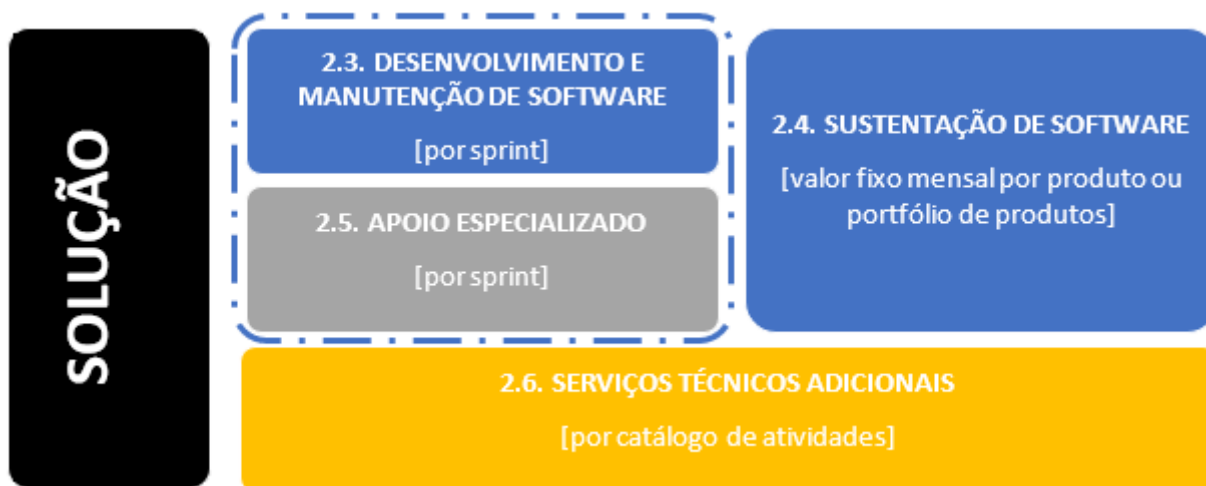 SOLUÇÃO
2.3. DESENVOLVIMENTO E
MANUTENÇÃO DE SOFTWARE
[por sprint]
2.5. APOIO ESPECIALIZADO
[por sprint]
2.4. SUSTENTAÇÃO DE SOFTWARE
[valor fixo mensal por produto ou
portfólio de produtos]
2.6. SERVIÇOS TÉCNICOS ADICIONAIS
[por catálogo de atividades]